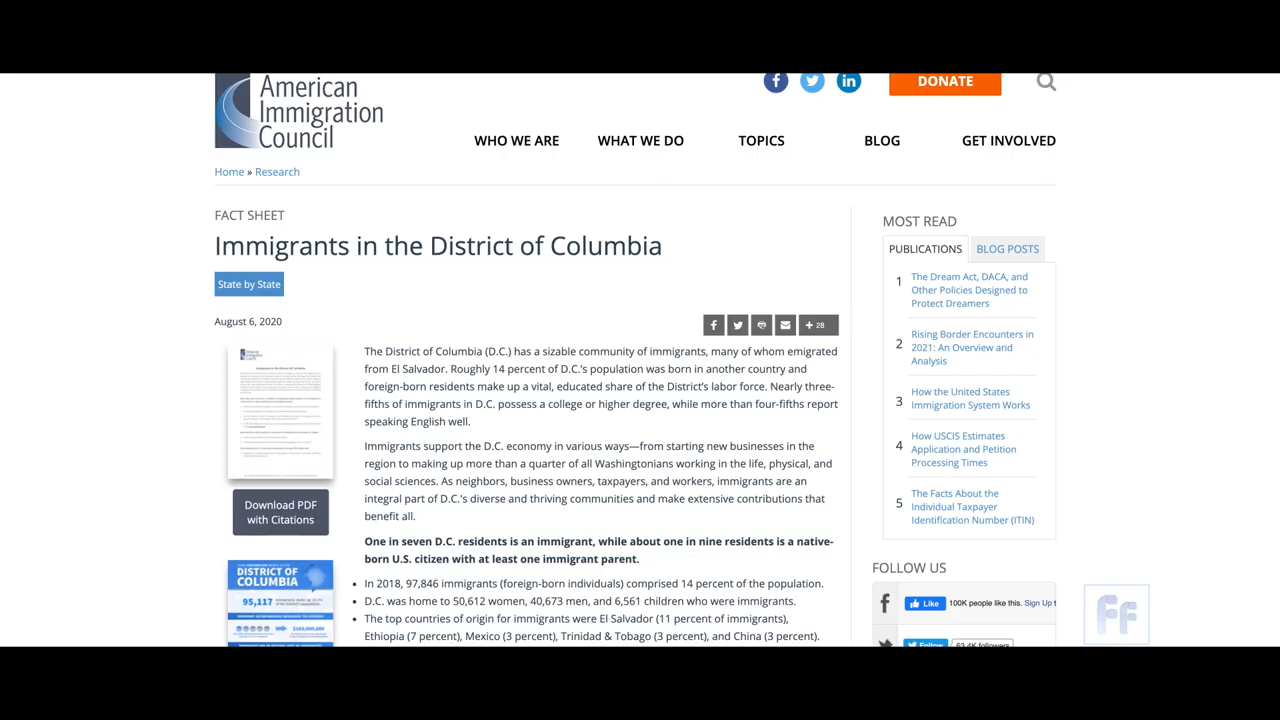 American
Immigration
Council
DONATE
WHO WE ARE
WHAT WE DO
TOPICS
BLOG
GET INVOLVED
Home » Research
FACT SHEET
Immigrants in the District of Columbia
State by State
August 6, 2020
+ 28
Download PDF
with Citations
DISTRICT OF
COLUMBIA
95,117
The District of Columbia (D.C.) has a sizable community of immigrants, many of whom emigrated
from El Salvador. Roughly 14 percent of D.C.'s population was born in another country and
foreign-born residents make up a vital, educated share of the District's labor force. Nearly three-
fifths of immigrants in D.C. possess a college or higher degree, while more than four-fifths report
speaking English well.
Immigrants support the D.C. economy in various ways—from starting new businesses in the
region to making up more than a quarter of all Washingtonians working in the life, physical, and
social sciences. As neighbors, business owners, taxpayers, and workers, immigrants are an
integral part of D.C.'s diverse and thriving communities and make extensive contributions that
benefit all.
One in seven D.C. residents is an immigrant, while about one in nine residents is a native-
born U.S. citizen with at least one immigrant parent.
• In 2018, 97,846 immigrants (foreign-born individuals) comprised 14 percent of the population.
• D.C. was home to 50,612 women, 40,673 men, and 6,561 children who were immigrants.
• The top countries of origin for immigrants were El Salvador (11 percent of immigrants),
Ethiopia (7 percent), Mexico (3 percent), Trinidad & Tobago (3 percent), and China (3 percent).
MOST READ
PUBLICATIONS
BLOG POSTS
1 The Dream Act, DACA, and
Other Policies Designed to
Protect Dreamers
2 Rising Border Encounters in
2021: An Overview and
Analysis
3 How the United States
Immigration System Works
4 How USCIS Estimates
Application and Petition
Processing Times
5 The Facts About the
Individual Taxpayer
Identification Number (ITIN)
FOLLOW US
Like
100K people like this. Sign Up t
Follow
63.4K followers